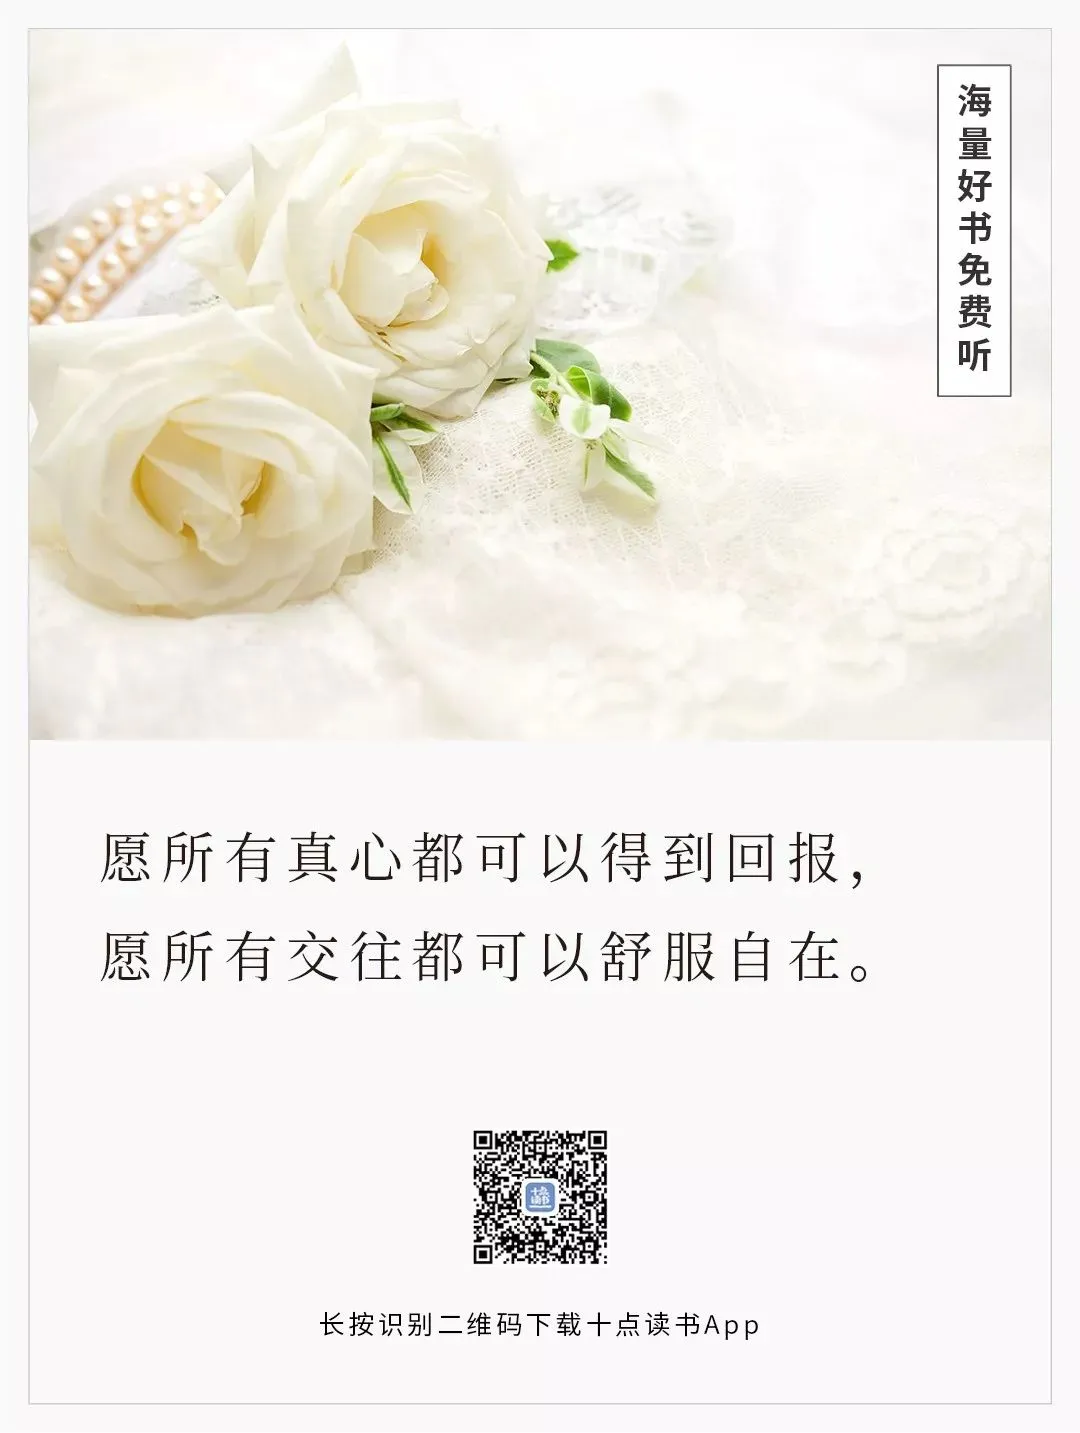 海量好书免费听
愿所有真心都可以得到回报，
愿所有交往都可以舒服自在。
长按识别二维码下载十点读书App